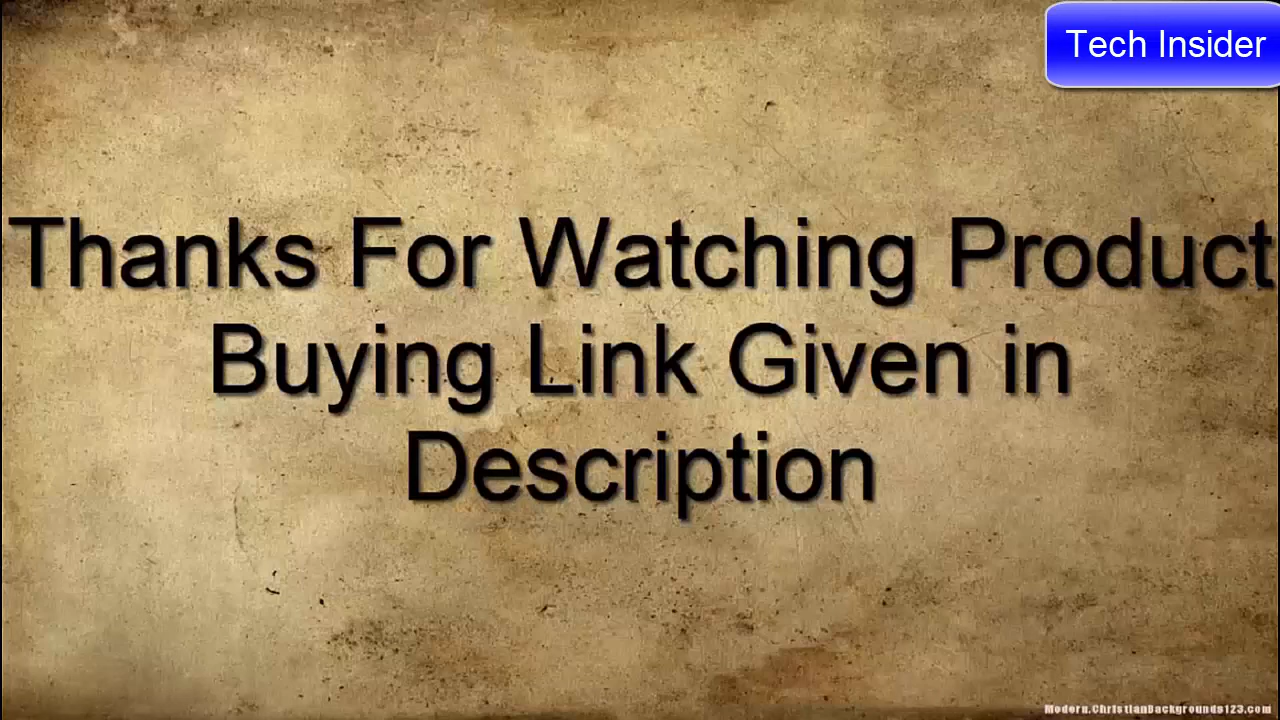 Tech Insider
Thanks For Watching Product
Buying Link Given in
Description
Modern.ChristianBackgrounds123.com